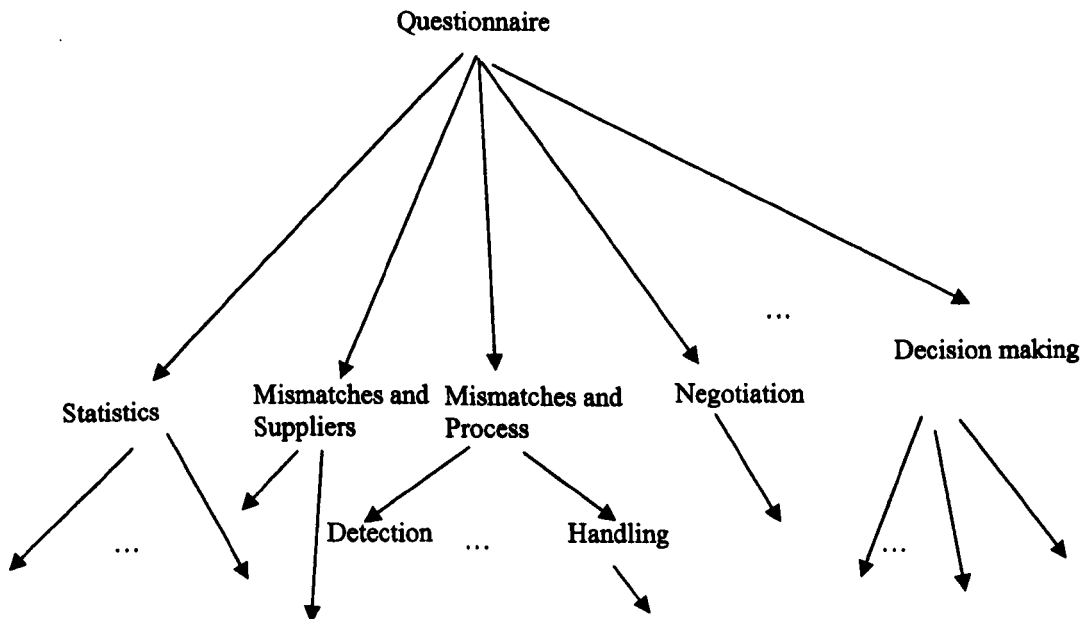 Questionnaire
...
Decision making
Statistics
Mismatches and
Suppliers
Mismatches and
Process
Negotiation
...
Detection
...
Handling
...